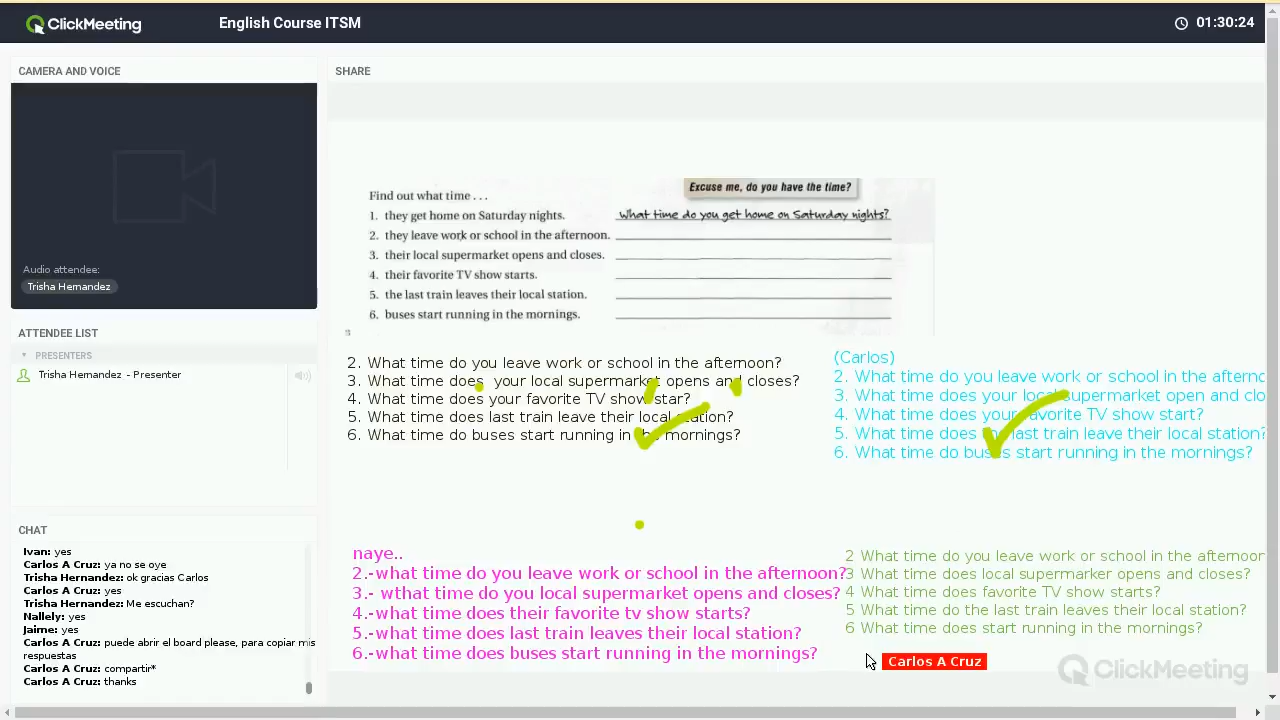 ClickMeeting
English Course ITSM
01:30:24
CAMERA AND VOICE
Audio attendee:
Trisha Hernandez
ATTENDEE LIST
PRESENTERS
Trisha Hernandez - Presenter
CHAT
Ivan: yes
Carlos A Cruz: ya no se oye
Trisha Hernandez: ok gracias Carlos
Carlos A Cruz: yes
Trisha Hernandez: Me escuchan?
Nallely: yes
Jaime: yes
Carlos A Cruz: puede abrir el board please, para copiar mis
respuestas
Carlos A Cruz: compartir*
Carlos A Cruz: thanks
SHARE
Excuse me, do you have the time?
Find out what time . . .
1. they get home on Saturday nights. What time do you get home on Saturday nights?
2. they leave work or school in the afternoon.
3. their local supermarket opens and closes.
4. their favorite TV show starts.
5. the last train leaves their local station.
6. buses start running in the mornings.
2. What time do you leave work or school in the afternoon?
3. What time does your local supermarket opens and closes?
4. What time does your favorite TV show star?
5. What time does last train leave their local station?
6. What time do buses start running in the mornings?
(Carlos)
2. What time do you leave work or school in the afterno
3. What time does your local supermarket open and clo
4. What time does your favorite TV show start?
5. What time does the last train leave their local station?
6. What time do buses start running in the mornings?
naye..
2.-what time do you leave work or school in the afternoon?
3.- wthat time do you local supermarket opens and closes?
4.-what time does their favorite tv show starts?
5.-what time does last train leaves their local station?
6.-what time does buses start running in the mornings?
2 What time do you leave work or school in the afternoor
3 What time does local supermarker opens and closes?
4 What time does favorite TV show starts?
5 What time do the last train leaves their local station?
6 What time does start running in the mornings?
Carlos A Cruz
ClickMeeting